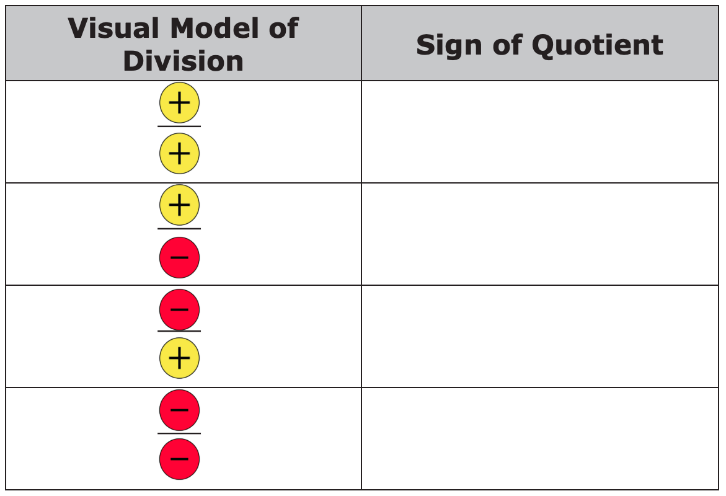 Visual Model of
Division
Sign of Quotient
+
+
+
−
−
+
−
−